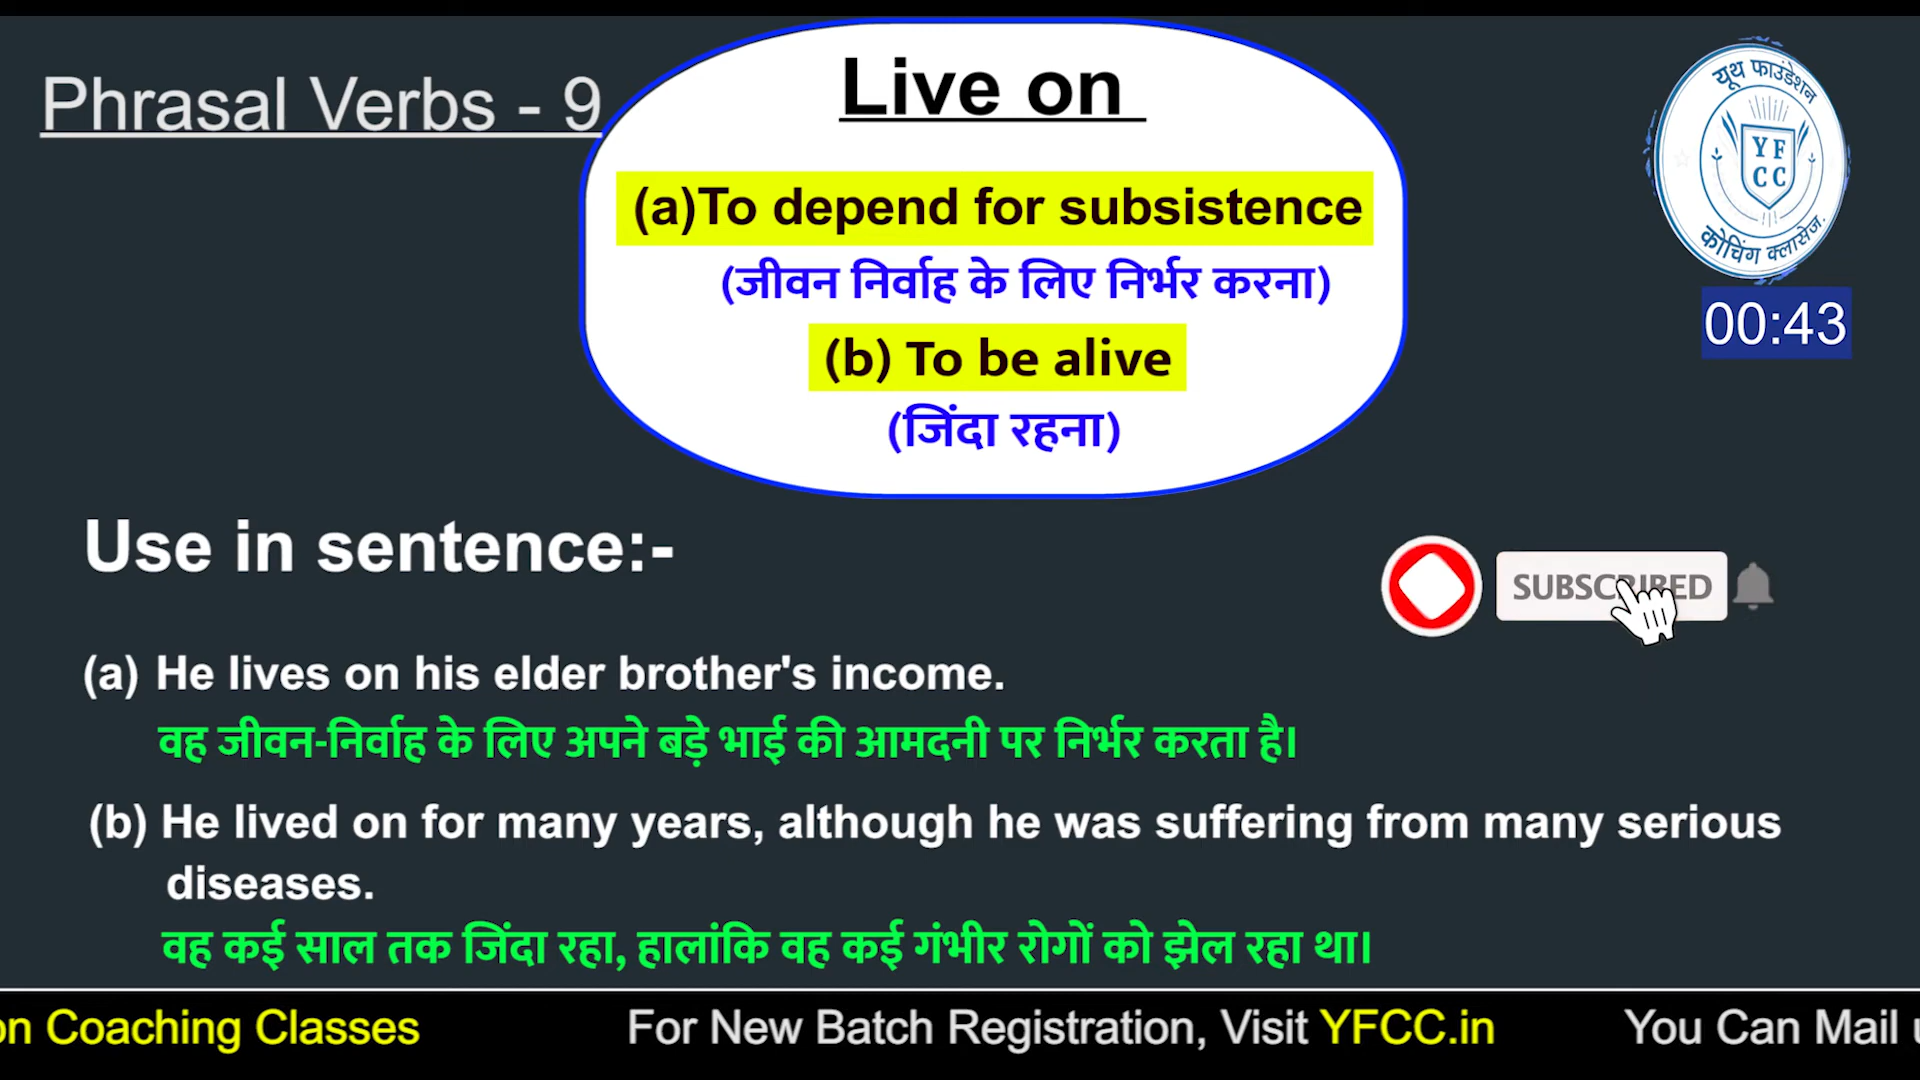 Phrasal Verbs - 9
Live on
(a)To depend for subsistence
(जीवन निर्वाह के लिए निर्भर करना)
(b) To be alive
(जिंदा रहना)
यूथ फाउंडेशन
Y F
C C
कोचिंग क्लासेज.
00:43
Use in sentence:-
SUBSCRIBED
(a) He lives on his elder brother's income.
वह जीवन-निर्वाह के लिए अपने बड़े भाई की आमदनी पर निर्भर करता है।
(b) He lived on for many years, although he was suffering from many serious
diseases.
वह कई साल तक जिंदा रहा, हालांकि वह कई गंभीर रोगों को झेल रहा था।
on Coaching Classes For New Batch Registration, Visit YFCC.in You Can Mail u